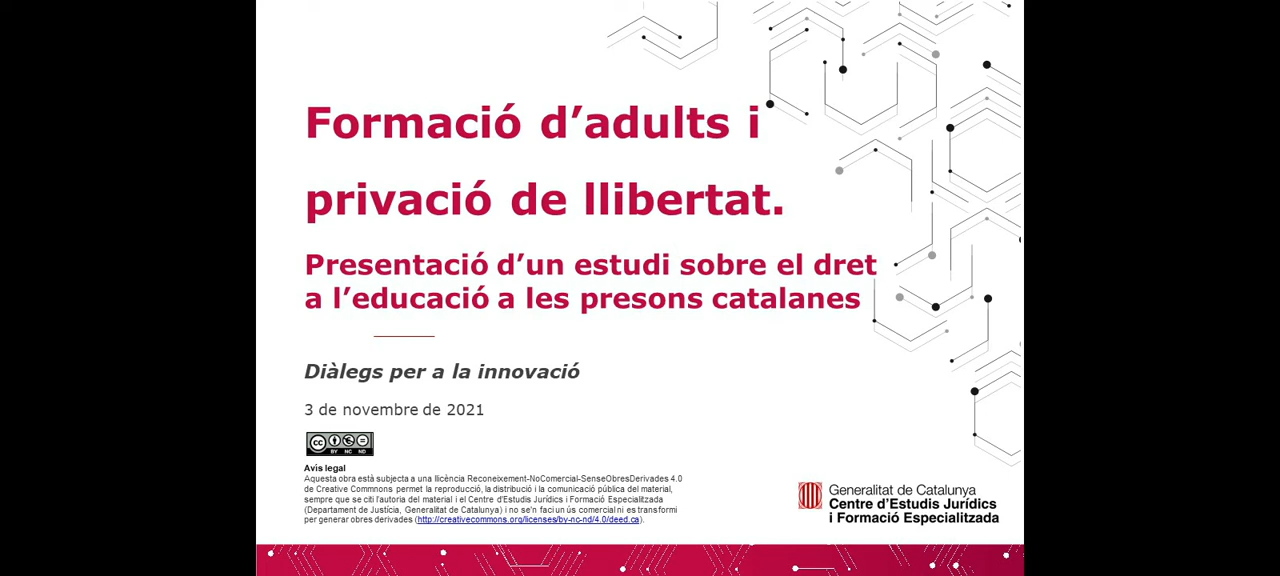 Formació d’adults i
privació de llibertat.
Presentació d’un estudi sobre el dret
a l’educació a les presons catalanes
Diàlegs per a la innovació
3 de novembre de 2021
cc
BY NC ND
Avís legal
Aquesta obra està subjecta a una llicència Reconeixement-NoComercial-SenseObresDerivades 4.0
de Creative Commons permet la reproducció, la distribució i la comunicació pública del material,
sempre que se citi l'autoria del material i el Centre d'Estudis Jurídics i Formació Especialitzada
(Departament de Justícia, Generalitat de Catalunya) i no se'n faci un ús comercial ni es transformi
per generar obres derivades (http://creativecommons.org/licenses/by-nc-nd/4.0/deed.ca).
Generalitat de Catalunya
Centre d’Estudis Jurídics
i Formació Especialitzada